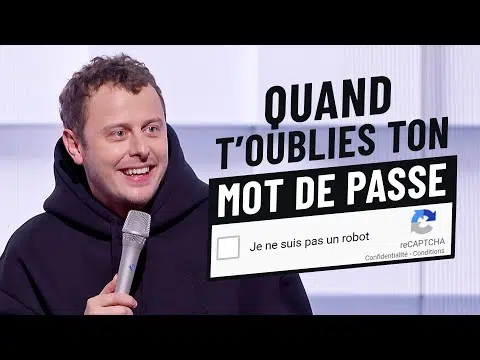 QUAND
T'OUBLIES TON
MOT DE PASSE
Je ne suis pas un robot
reCAPTCHA
Confidentialité - Conditions